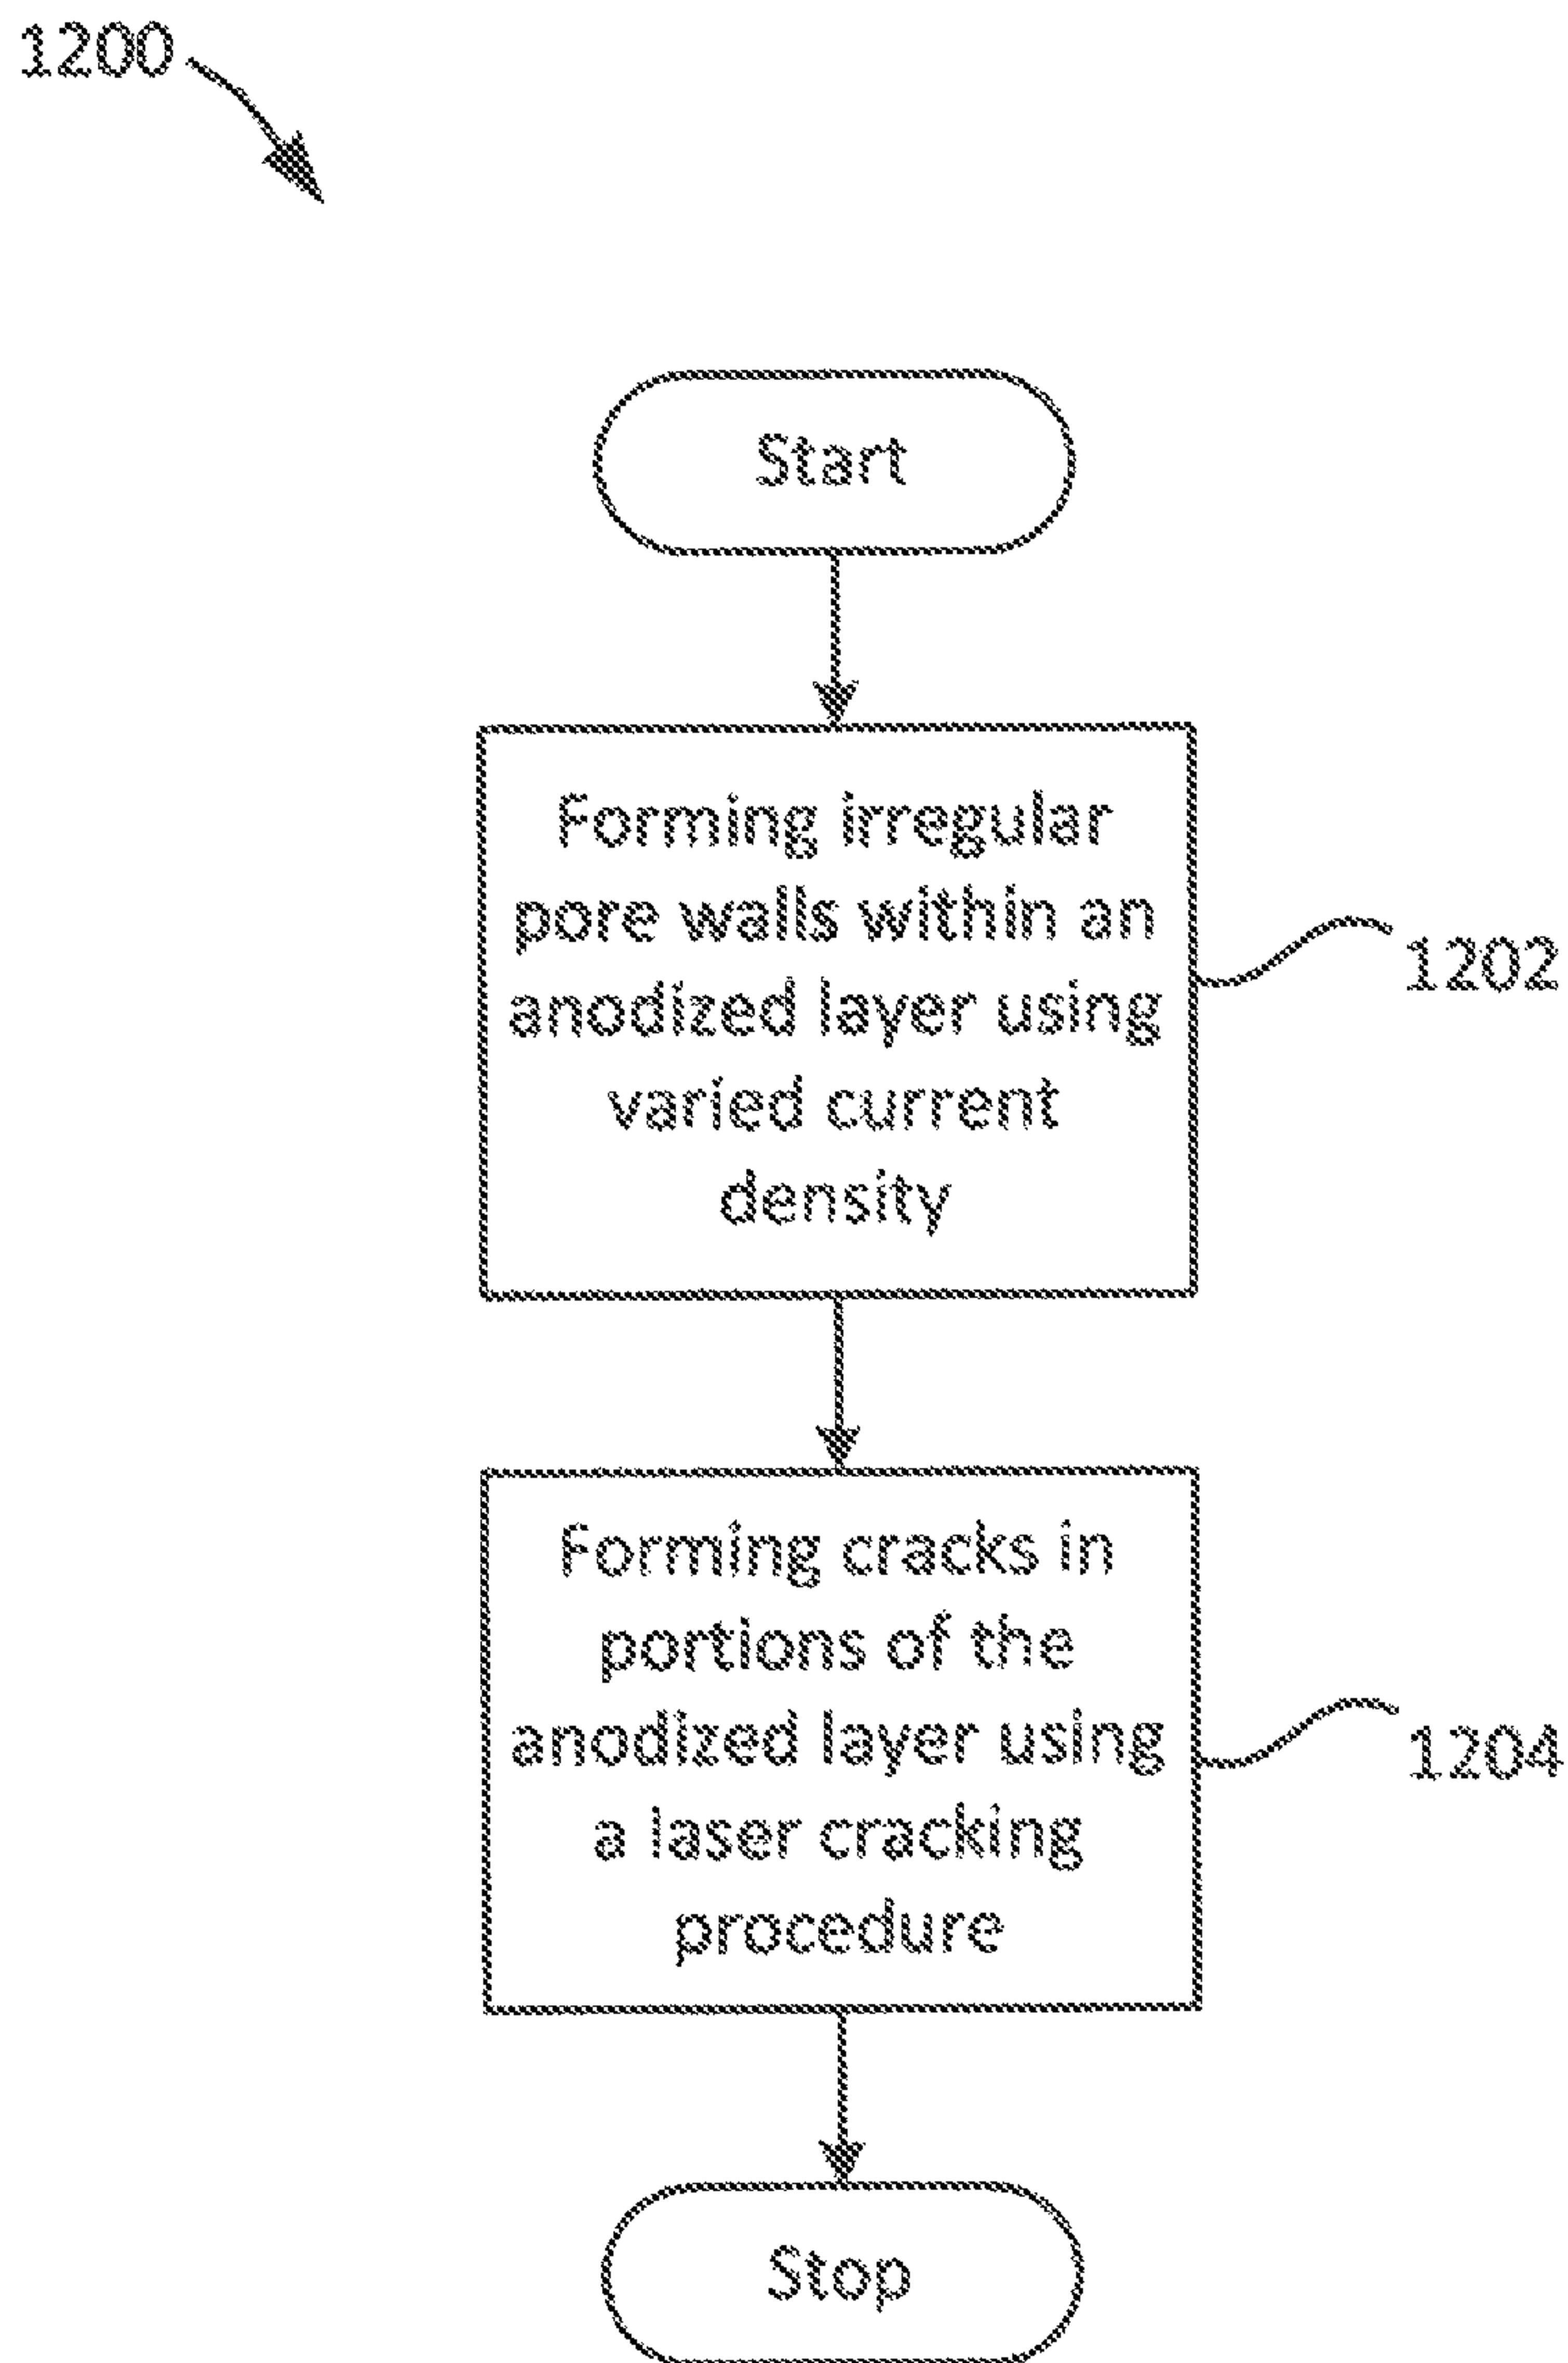 1200
Start
Forming irregular
pore walls within an
anodized layer using
varied current
density
1202
Forming cracks in
portions of the
anodized layer using
a laser cracking
procedure
1204
Stop